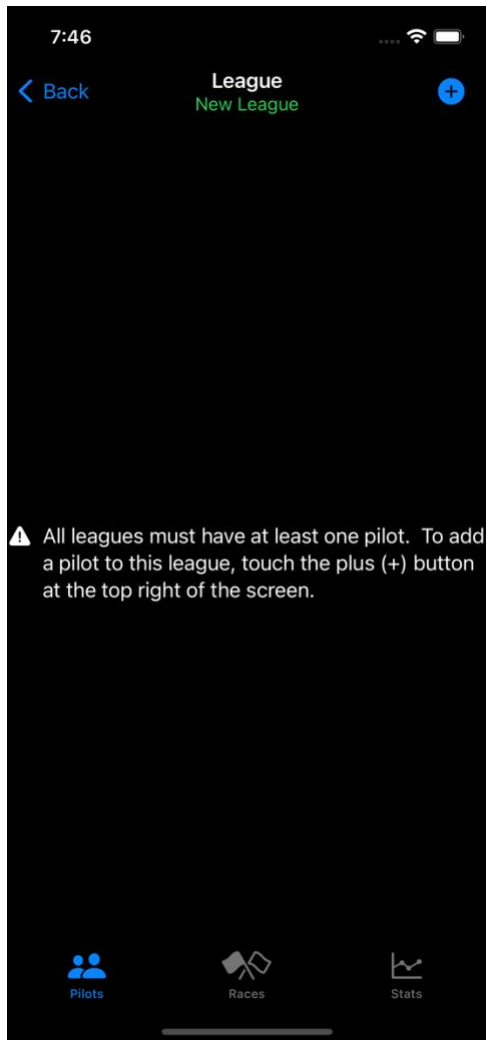 7:46
Back
League
New League
All leagues must have at least one pilot.  To add
a pilot to this league, touch the plus (+) button
at the top right of the screen.
Pilots
Races
Stats